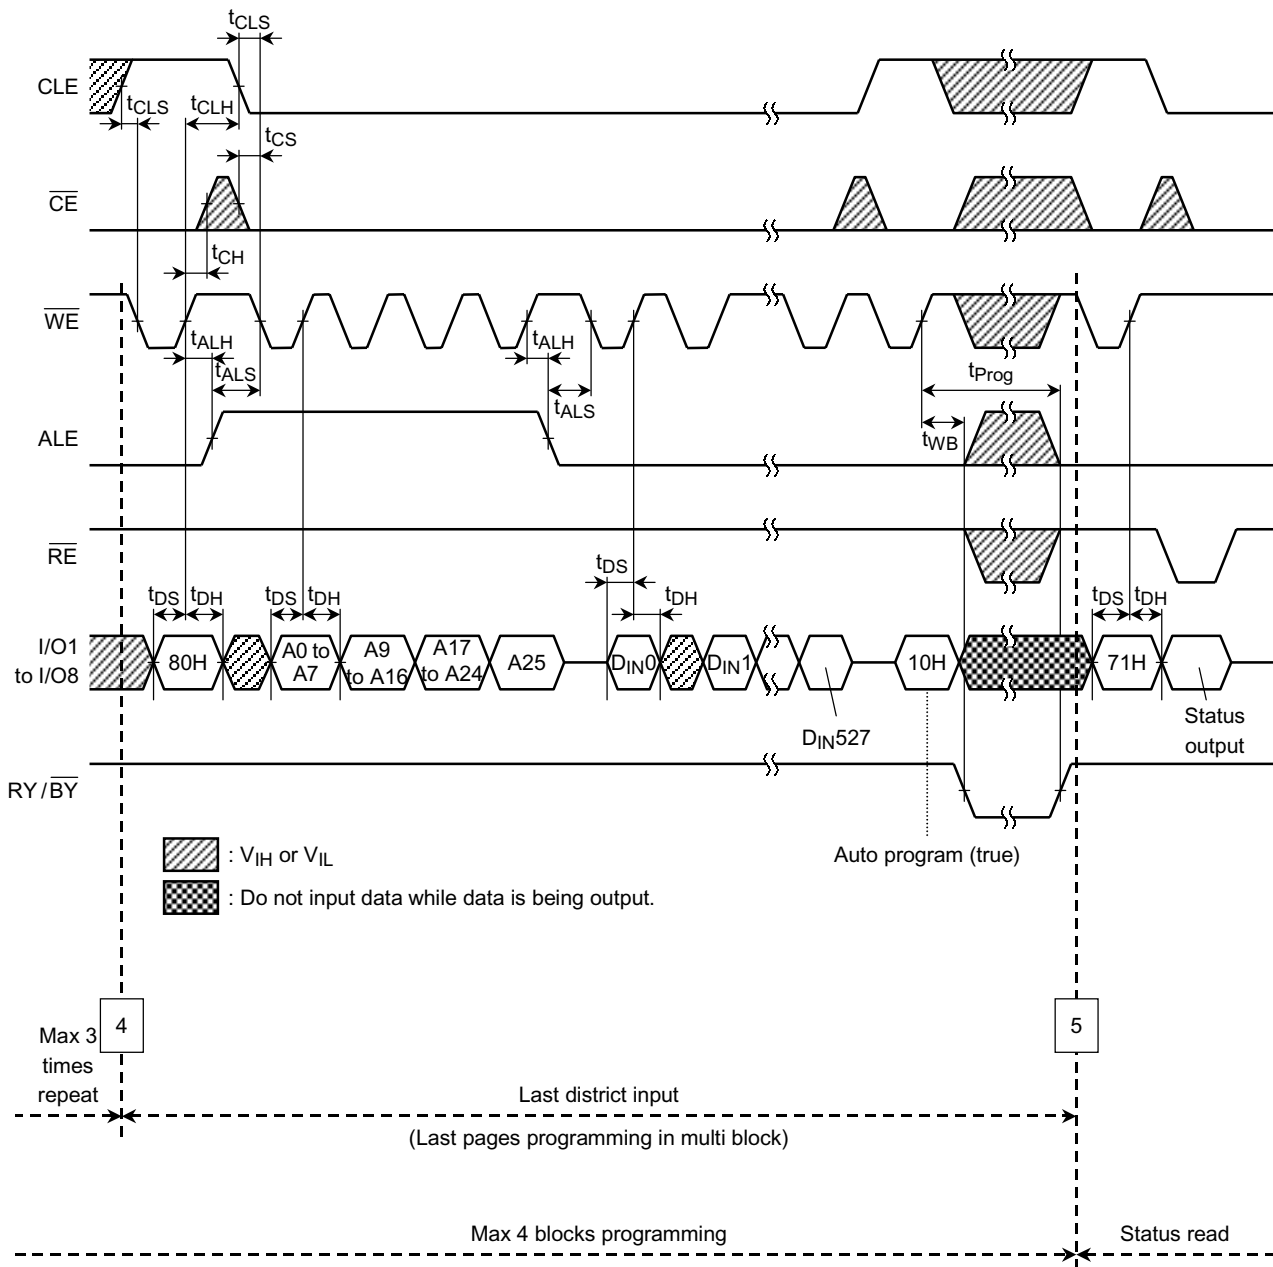 tCLS
CLE
tCLS tCLH
tCS
CE
tCH
WE
tALH tALH
tALS tProg
tALS
ALE tWB
RE
tDS
tDS tDH tDS tDH tDH tDS tDH
I/O1
to I/O8
80H
A0 to
A7
A9
to A16
A17
to A24
A25
DIN0
DIN1
10H
71H
DIN527
Status
output
RY/BY
: VIH or VIL
Auto program (true)
: Do not input data while data is being output.
4
5
Max 3
times
repeat
Last district input
(Last pages programming in multi block)
Max 4 blocks programming
Status read